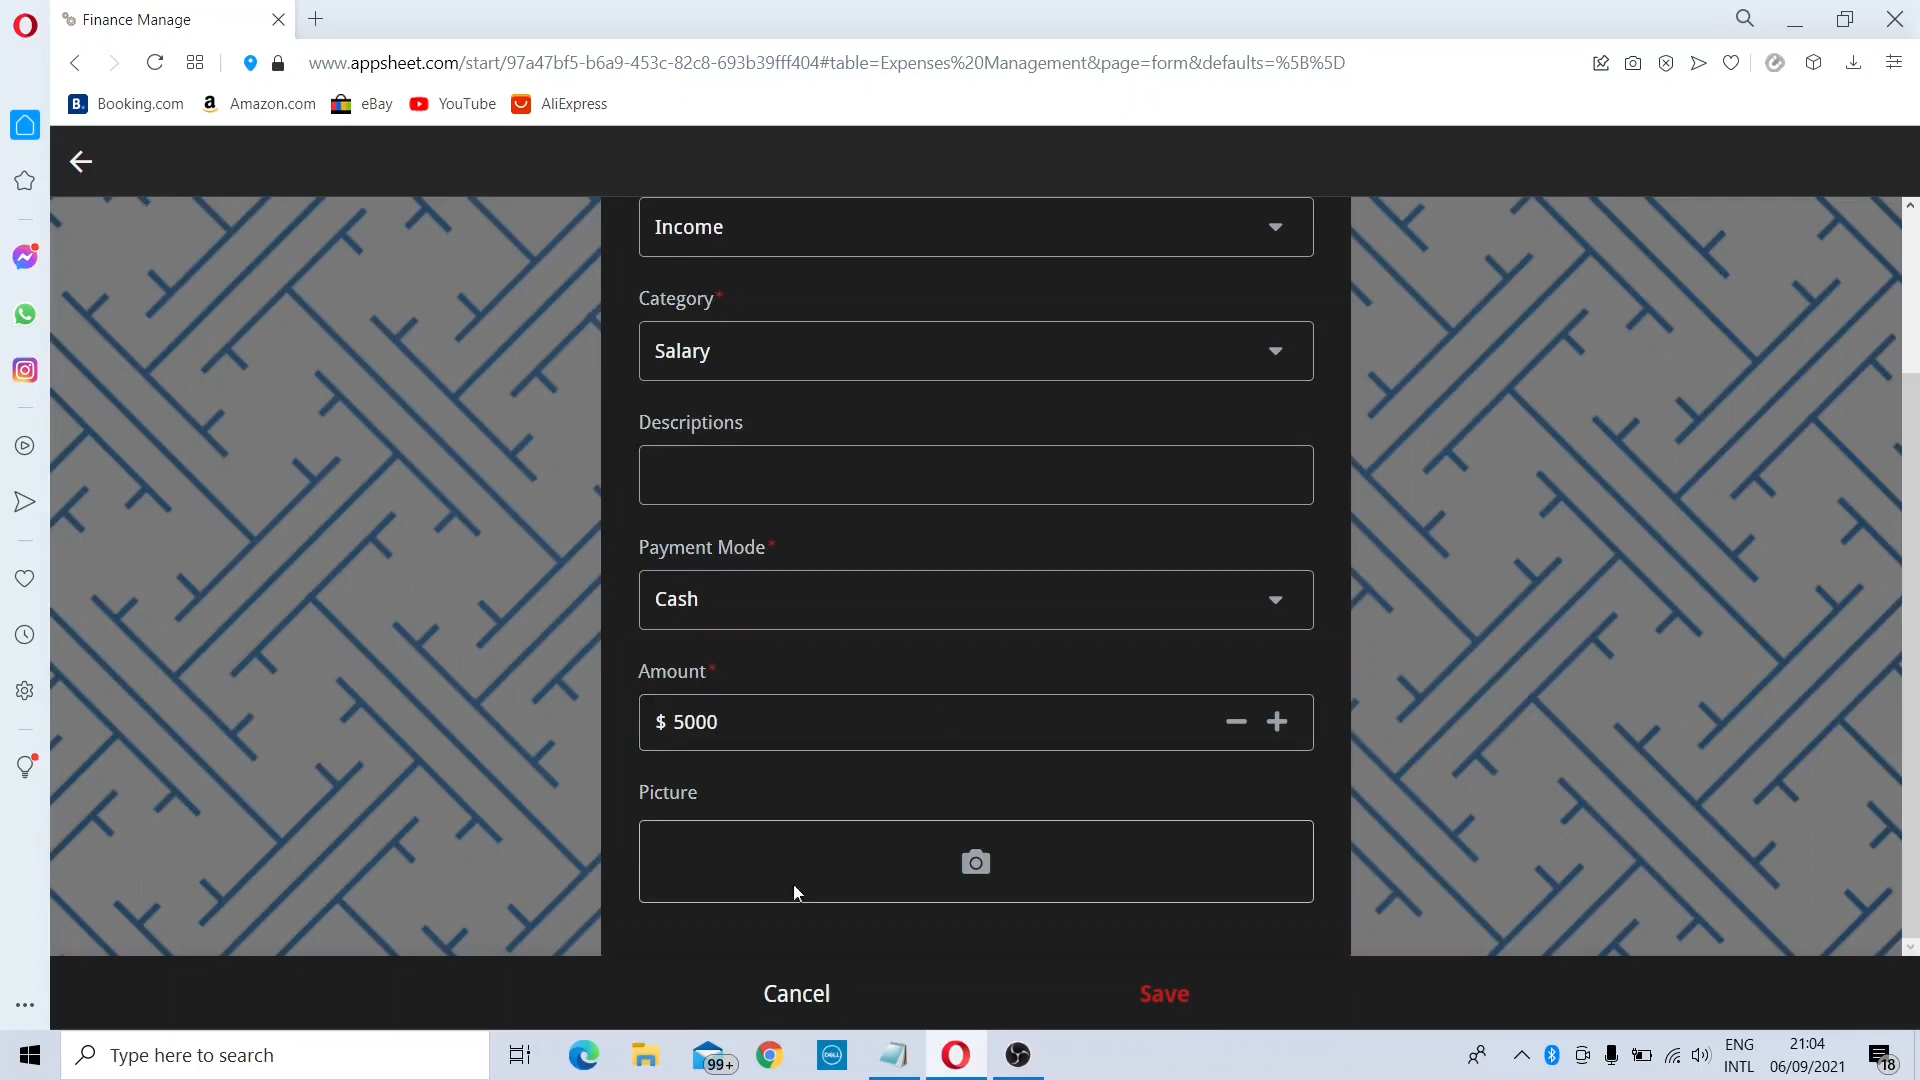 Finance Manage
www.appsheet.com/start/97a47bf5-b6a9-453c-82c8-693b39fff404#table=Expenses%20Management&page=form&defaults=%5B%5D
B. Booking.com a Amazon.com eBay YouTube AliExpress
Income
Category*
Salary
Descriptions
Payment Mode*
Cash
Amount*
$ 5000
Picture
Cancel Save
Type here to search
99+
DELL
ENG
INTL
21:04
06/09/2021
18